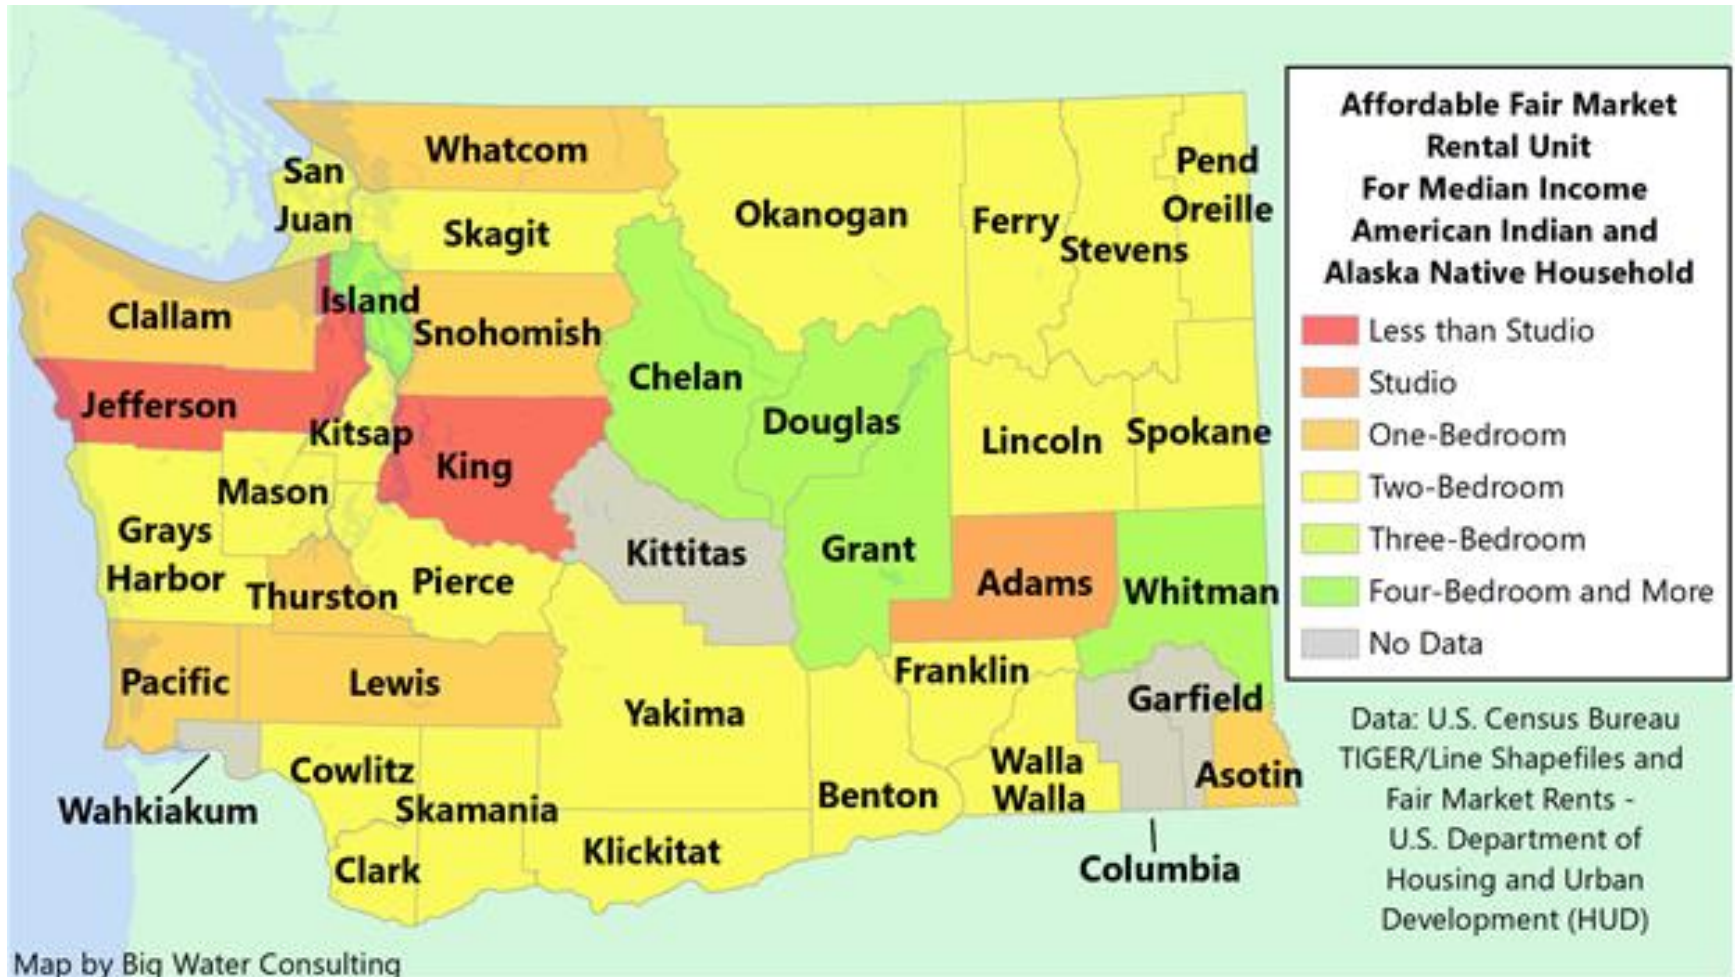 Whatcom
San
Juan
Skagit
Okanogan
Ferry
Stevens
Pend
Oreille
Clallam
Island
Snohomish
Chelan
Douglas
Jefferson
Kitsap
King
Lincoln
Spokane
Mason
Grays
Harbor
Thurston
Pierce
Kittitas
Grant
Adams
Whitman
Pacific
Lewis
Yakima
Franklin
Garfield
Wahkiakum
Cowlitz
Skamania
Benton
Walla
Walla
Asotin
Clark
Klickitat
Columbia
Affordable Fair Market
Rental Unit
For Median Income
American Indian and
Alaska Native Household
Less than Studio
Studio
One-Bedroom
Two-Bedroom
Three-Bedroom
Four-Bedroom and More
No Data
Data: U.S. Census Bureau
TIGER/Line Shapefiles and
Fair Market Rents -
U.S. Department of
Housing and Urban
Development (HUD)
Map by Big Water Consulting